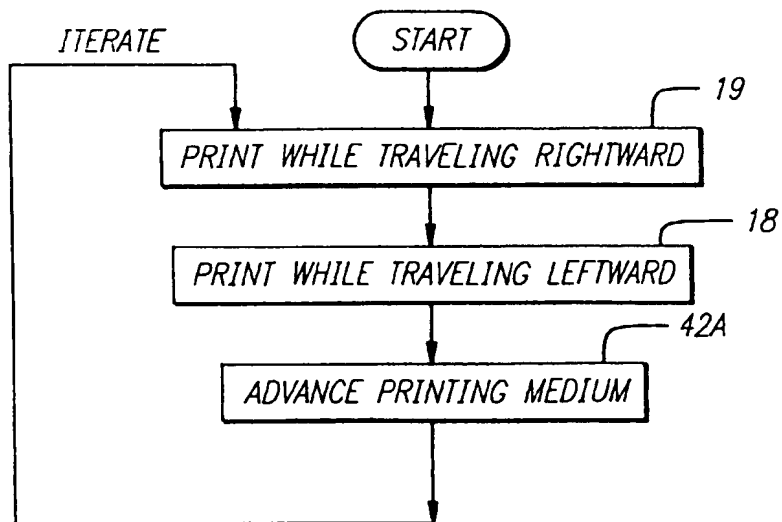 ITERATE
START
19
PRINT WHILE TRAVELING RIGHTWARD
18
PRINT WHILE TRAVELING LEFTWARD
42A
ADVANCE PRINTING MEDIUM